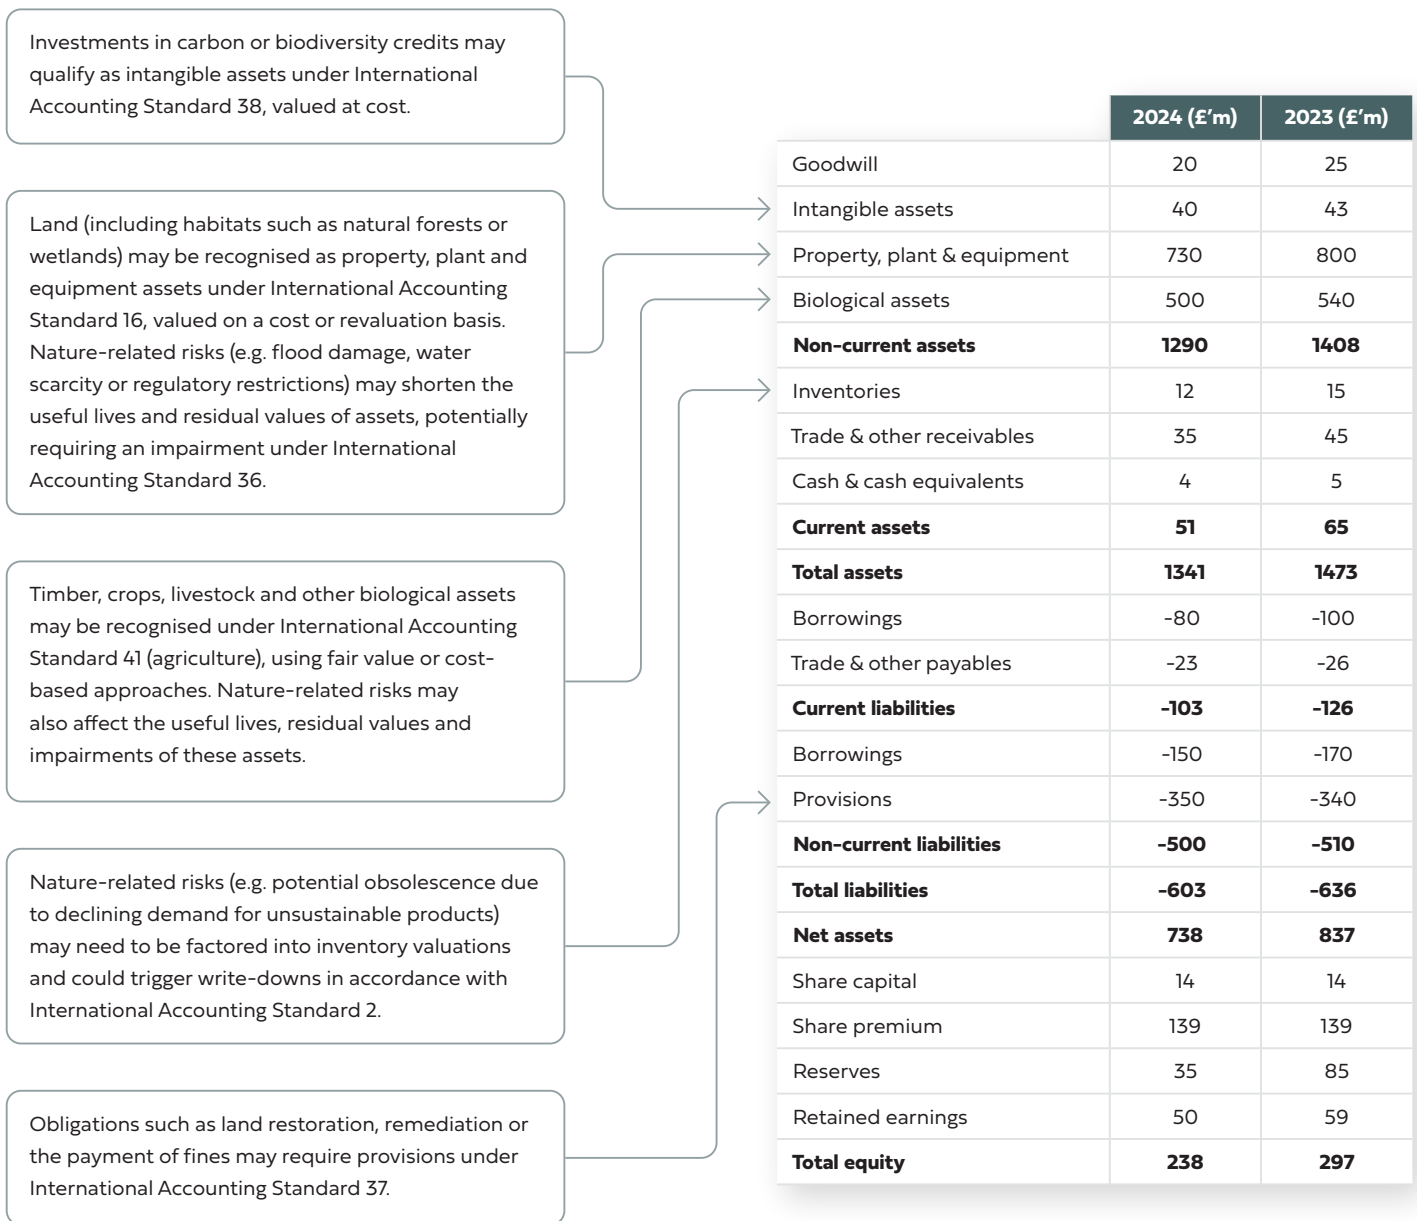 Investments in carbon or biodiversity credits may
qualify as intangible assets under International
Accounting Standard 38, valued at cost.
Land (including habitats such as natural forests or
wetlands) may be recognised as property, plant and
equipment assets under International Accounting
Standard 16, valued on a cost or revaluation basis.
Nature-related risks (e.g. flood damage, water
scarcity or regulatory restrictions) may shorten the
useful lives and residual values of assets, potentially
requiring an impairment under International
Accounting Standard 36.
Timber, crops, livestock and other biological assets
may be recognised under International Accounting
Standard 41 (agriculture), using fair value or cost-
based approaches. Nature-related risks may
also affect the useful lives, residual values and
impairments of these assets.
Nature-related risks (e.g. potential obsolescence due
to declining demand for unsustainable products)
may need to be factored into inventory valuations
and could trigger write-downs in accordance with
International Accounting Standard 2.
Obligations such as land restoration, remediation or
the payment of fines may require provisions under
International Accounting Standard 37.
2024 (£'m) 2023 (£'m)
Goodwill 20 25
Intangible assets 40 43
Property, plant & equipment 730 800
Biological assets 500 540
Non-current assets 1290 1408
Inventories 12 15
Trade & other receivables 35 45
Cash & cash equivalents 4 5
Current assets 51 65
Total assets 1341 1473
Borrowings -80 -100
Trade & other payables -23 -26
Current liabilities -103 -126
Borrowings -150 -170
Provisions -350 -340
Non-current liabilities -500 -510
Total liabilities -603 -636
Net assets 738 837
Share capital 14 14
Share premium 139 139
Reserves 35 85
Retained earnings 50 59
Total equity 238 297